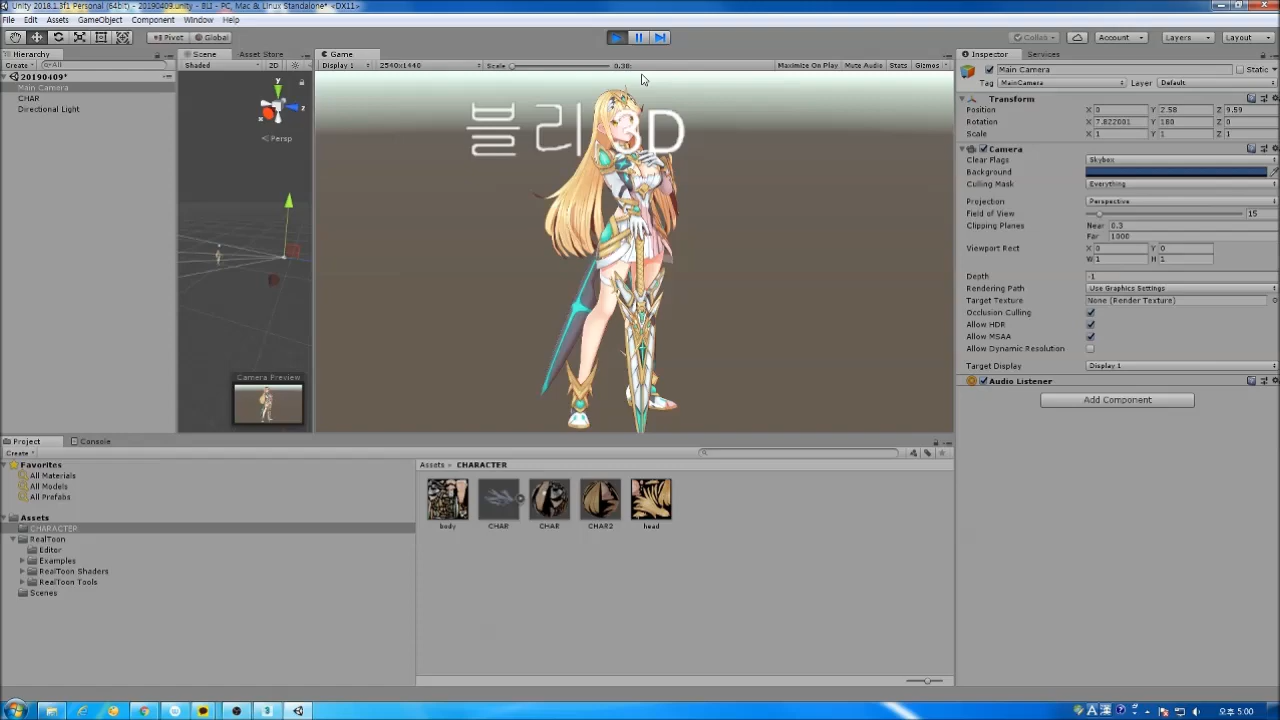 Unity 2018.1.3f1 Personal (64bit) - 20190409.unity - BLI - PC, Mac & Linux Standalone* <DX11>
File Edit Assets GameObject Component Window Help
Pivot Global Collab Account Layers Layout
Hierarchy Scene Asset Store Game Inspector Services
Create All Shaded 2D Display 1 2540x1440 Scale 0.38: Maximize On Play Mute Audio Stats Gizmos
20190409*
Main Camera
CHAR
Directional Light
y
x
z
Persp
Camera Preview
블리 3D
Main Camera Static
Tag MainCamera Layer Default
Transform
Position X 0 Y 2.58 Z 9.59
Rotation X 7.822001 Y 180 Z 0
Scale X 1 Y 1 Z 1
Camera
Clear Flags Skybox
Background
Culling Mask Everything
Projection Perspective
Field of View 15
Clipping Planes Near 0.3
Far 1000
Viewport Rect X 0 Y 0
W 1 H 1
Depth -1
Rendering Path Use Graphics Settings
Target Texture None (Render Texture)
Occlusion Culling
Allow HDR
Allow MSAA
Allow Dynamic Resolution
Target Display Display 1
Audio Listener
Add Component
Project Console
Create
Favorites
All Materials
All Models
All Prefabs
Assets
CHARACTER
RealToon
Editor
Examples
RealToon Shaders
RealToon Tools
Scenes
Assets CHARACTER
body CHAR CHAR CHAR2 head
3 A 오후 5:00